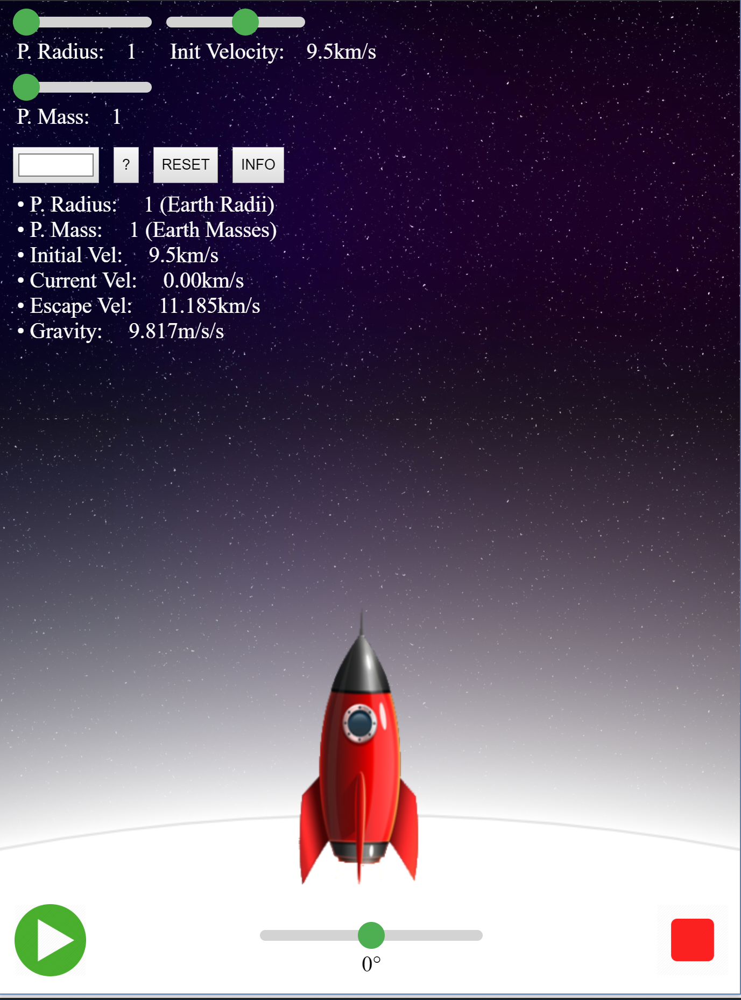 P. Radius: 1 Init Velocity: 9.5km/s
P. Mass: 1
? RESET INFO
• P. Radius: 1 (Earth Radii)
• P. Mass: 1 (Earth Masses)
• Initial Vel: 9.5km/s
• Current Vel: 0.00km/s
• Escape Vel: 11.185km/s
• Gravity: 9.817m/s/s
0°